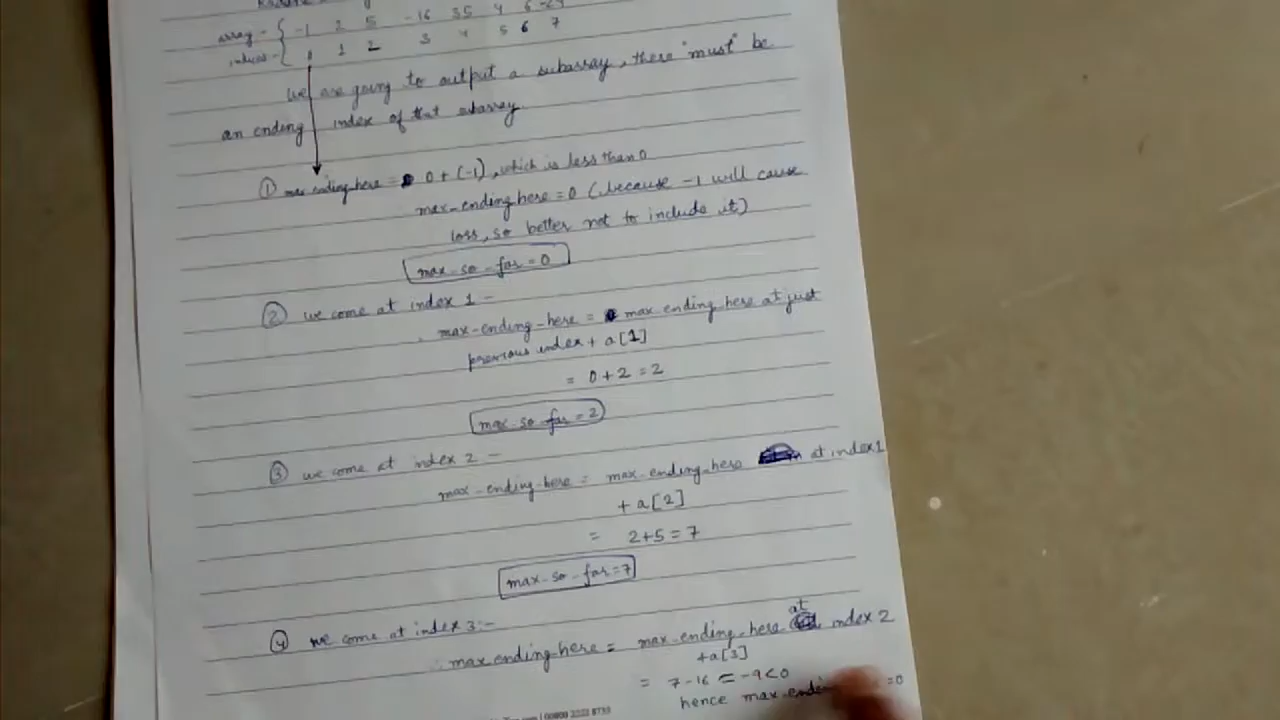 array - { -1 2 5 -16 35 4 6 -24
indices - { 0 1 2 3 4 5 6 7
we are going to output a subarray, there "must" be
an ending index of that subarray.
① max ending here = 0 + (-1), which is less than 0
max-ending here = 0 (because -1 will cause
loss, so better not to include it)
max-so-far = 0
② we come at index 1 -
∴ max-ending-here = max ending here at just
previous index + a[1]
= 0+2 = 2
max-so-far = 2
③ we come at index 2 -
max-ending-here = max-ending-here at index 1
+ a[2]
= 2+5 = 7
max-so-far = 7
④ we come at index 3:-
∴ max ending here = max-ending-here at index 2
+a[3]
= 7-16 = -9<0
hence max-endin =0